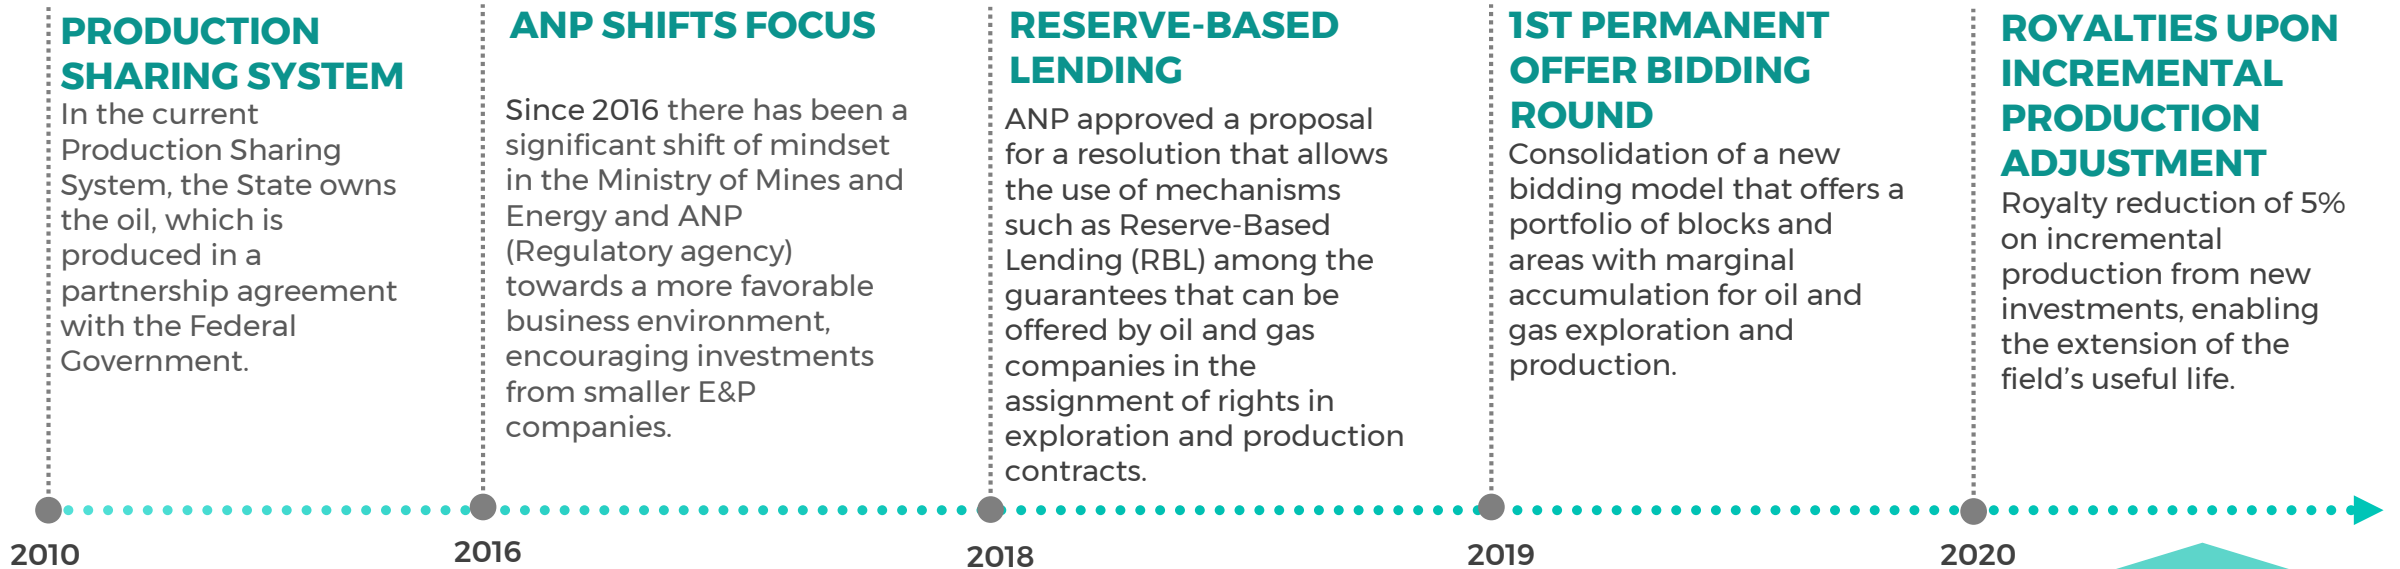 PRODUCTION
SHARING SYSTEM
In the current
Production Sharing
System, the State owns
the oil, which is
produced in a
partnership agreement
with the Federal
Government.
ANP SHIFTS FOCUS
Since 2016 there has been a
significant shift of mindset
in the Ministry of Mines and
Energy and ANP
(Regulatory agency)
towards a more favorable
business environment,
encouraging investments
from smaller E&P
companies.
RESERVE-BASED
LENDING
ANP approved a proposal
for a resolution that allows
the use of mechanisms
such as Reserve-Based
Lending (RBL) among the
guarantees that can be
offered by oil and gas
companies in the
assignment of rights in
exploration and production
contracts.
1ST PERMANENT
OFFER BIDDING
ROUND
Consolidation of a new
bidding model that offers a
portfolio of blocks and
areas with marginal
accumulation for oil and
gas exploration and
production.
ROYALTIES UPON
INCREMENTAL
PRODUCTION
ADJUSTMENT
Royalty reduction of 5%
on incremental
production from new
investments, enabling
the extension of the
field’s useful life.
2010
2016
2018
2019
2020